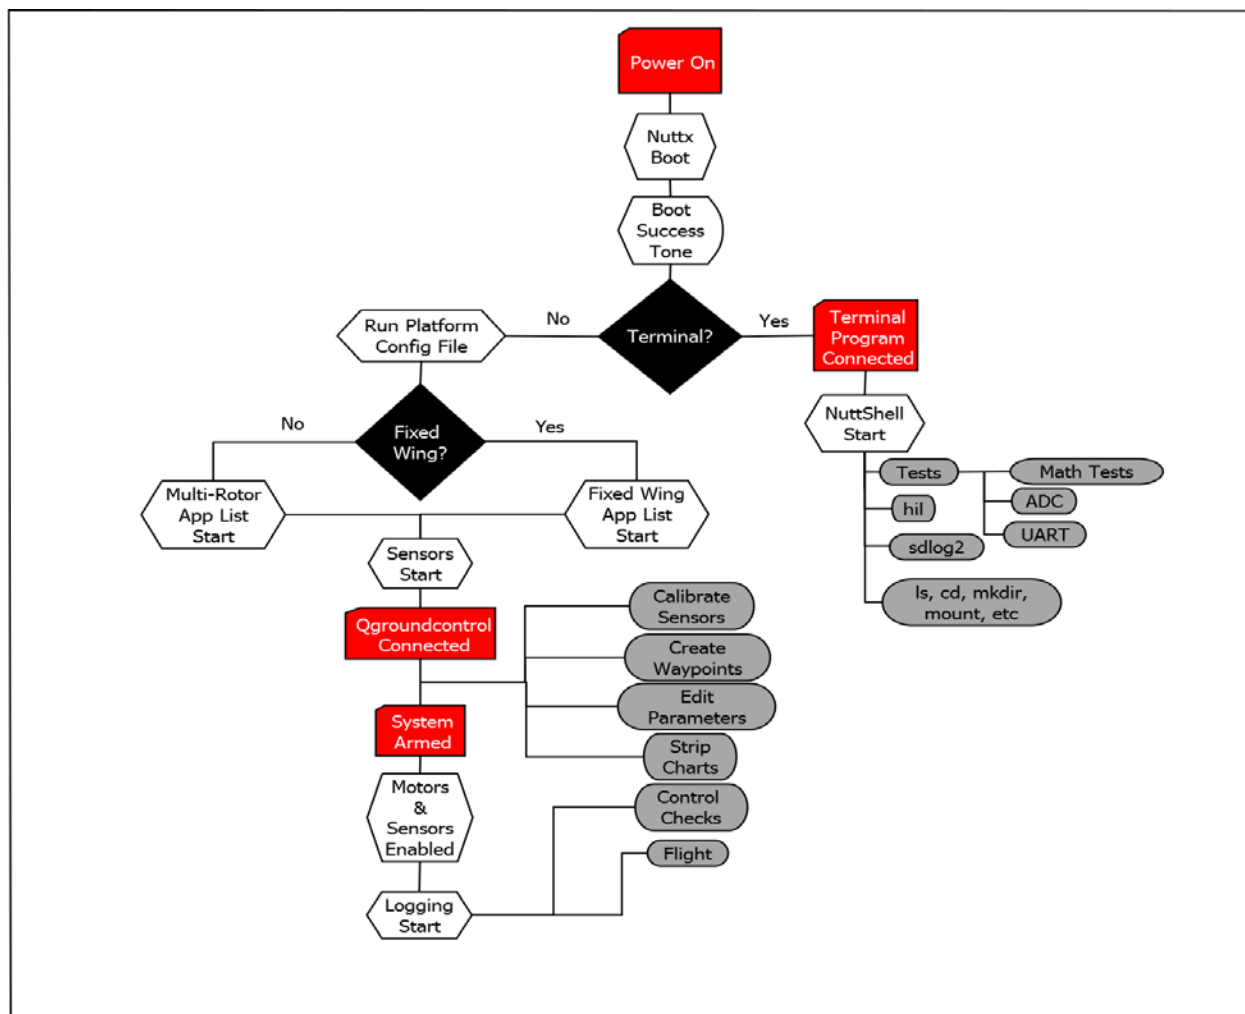 Power On
Nuttx
Boot
Boot
Success
Tone
Terminal?
No
Yes
Run Platform
Config File
Terminal
Program
Connected
Fixed
Wing?
No
Yes
NuttShell
Start
Multi-Rotor
App List
Start
Fixed Wing
App List
Start
Tests
Math Tests
hil
ADC
sdlog2
UART
ls, cd, mkdir,
mount, etc
Sensors
Start
Qgroundcontrol
Connected
Calibrate
Sensors
Create
Waypoints
Edit
Parameters
Strip
Charts
System
Armed
Motors
&
Sensors
Enabled
Control
Checks
Flight
Logging
Start